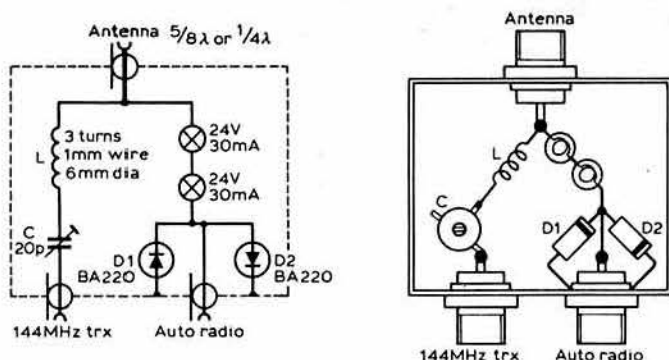 Antenna 5/8λ or 1/4λ
3 turns
1mm wire
6mm dia
L
24V
30mA
24V
30mA
C
20p
D1
BA220
D2
BA220
144MHz trx
Auto radio
Antenna
L
C
D1
D2
144MHz trx
Auto radio